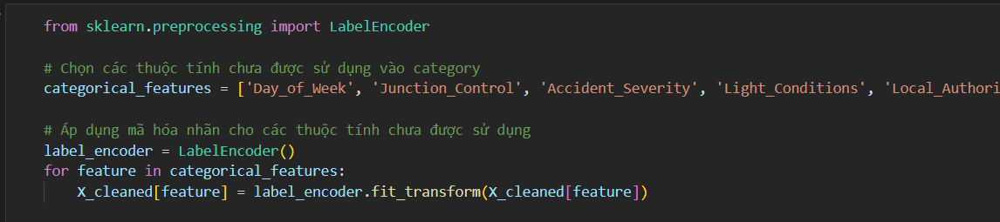 from sklearn.preprocessing import LabelEncoder
# Chọn các thuộc tính chưa được sử dụng vào category
categorical_features = ['Day_of_Week', 'Junction_Control', 'Accident_Severity', 'Light_Conditions', 'Local_Authori
# Áp dụng mã hóa nhãn cho các thuộc tính chưa được sử dụng
label_encoder = LabelEncoder()
for feature in categorical_features:
    X_cleaned[feature] = label_encoder.fit_transform(X_cleaned[feature])